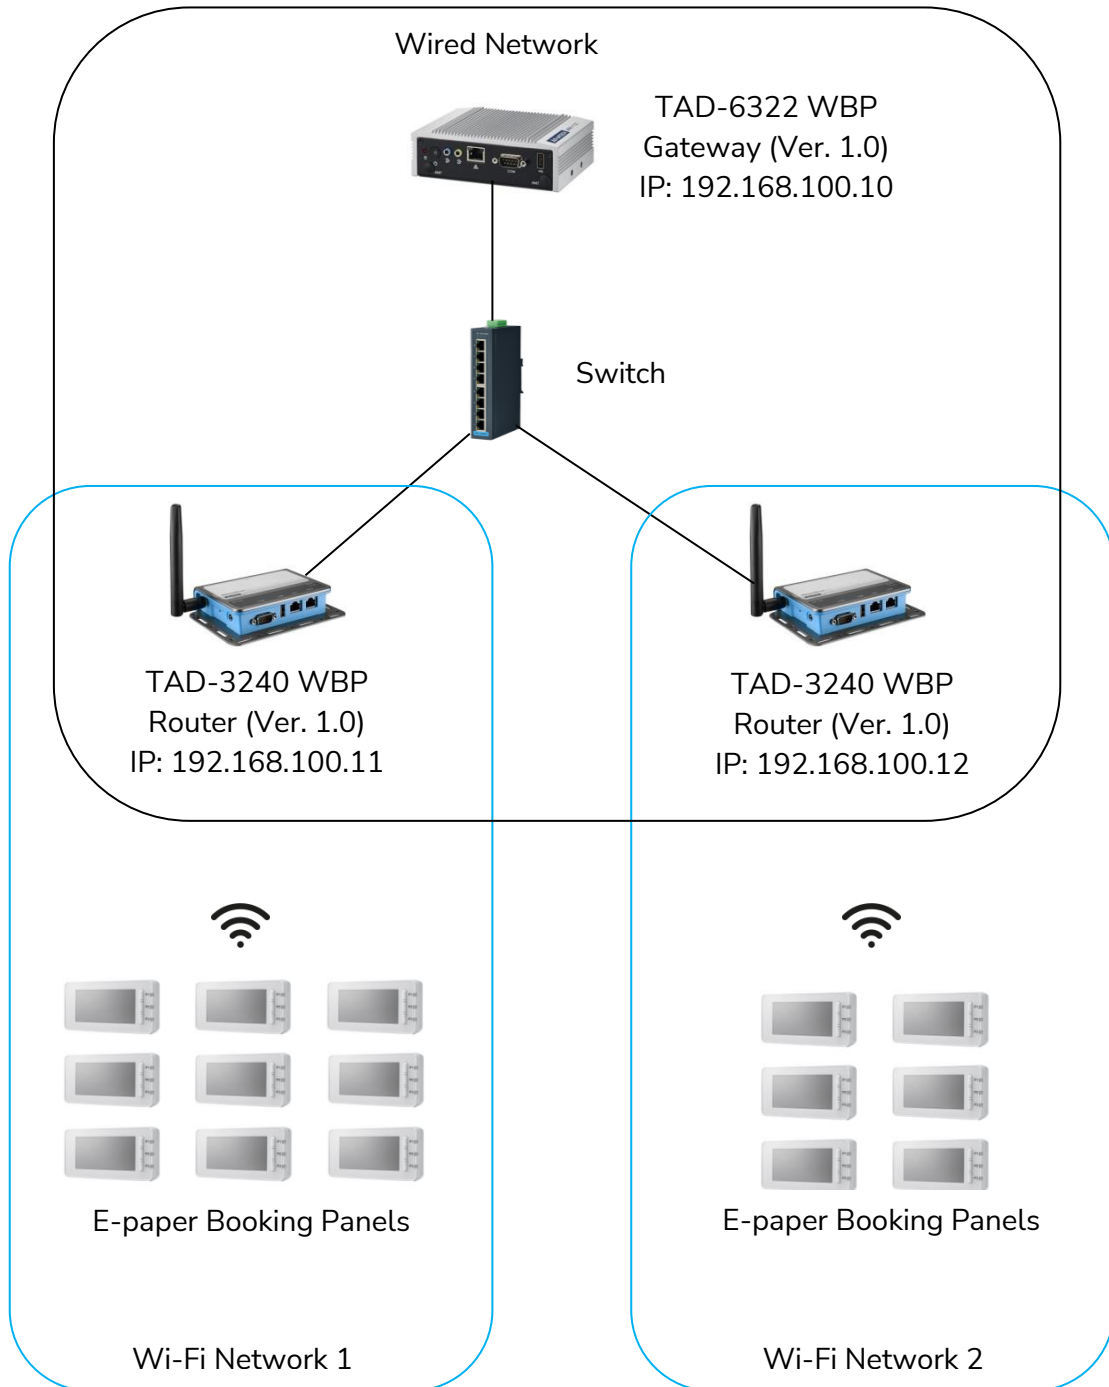 Wired Network
TAD-6322 WBP
Gateway (Ver. 1.0)
IP: 192.168.100.10
Switch
TAD-3240 WBP
Router (Ver. 1.0)
IP: 192.168.100.11
TAD-3240 WBP
Router (Ver. 1.0)
IP: 192.168.100.12
E-paper Booking Panels
E-paper Booking Panels
Wi-Fi Network 1
Wi-Fi Network 2